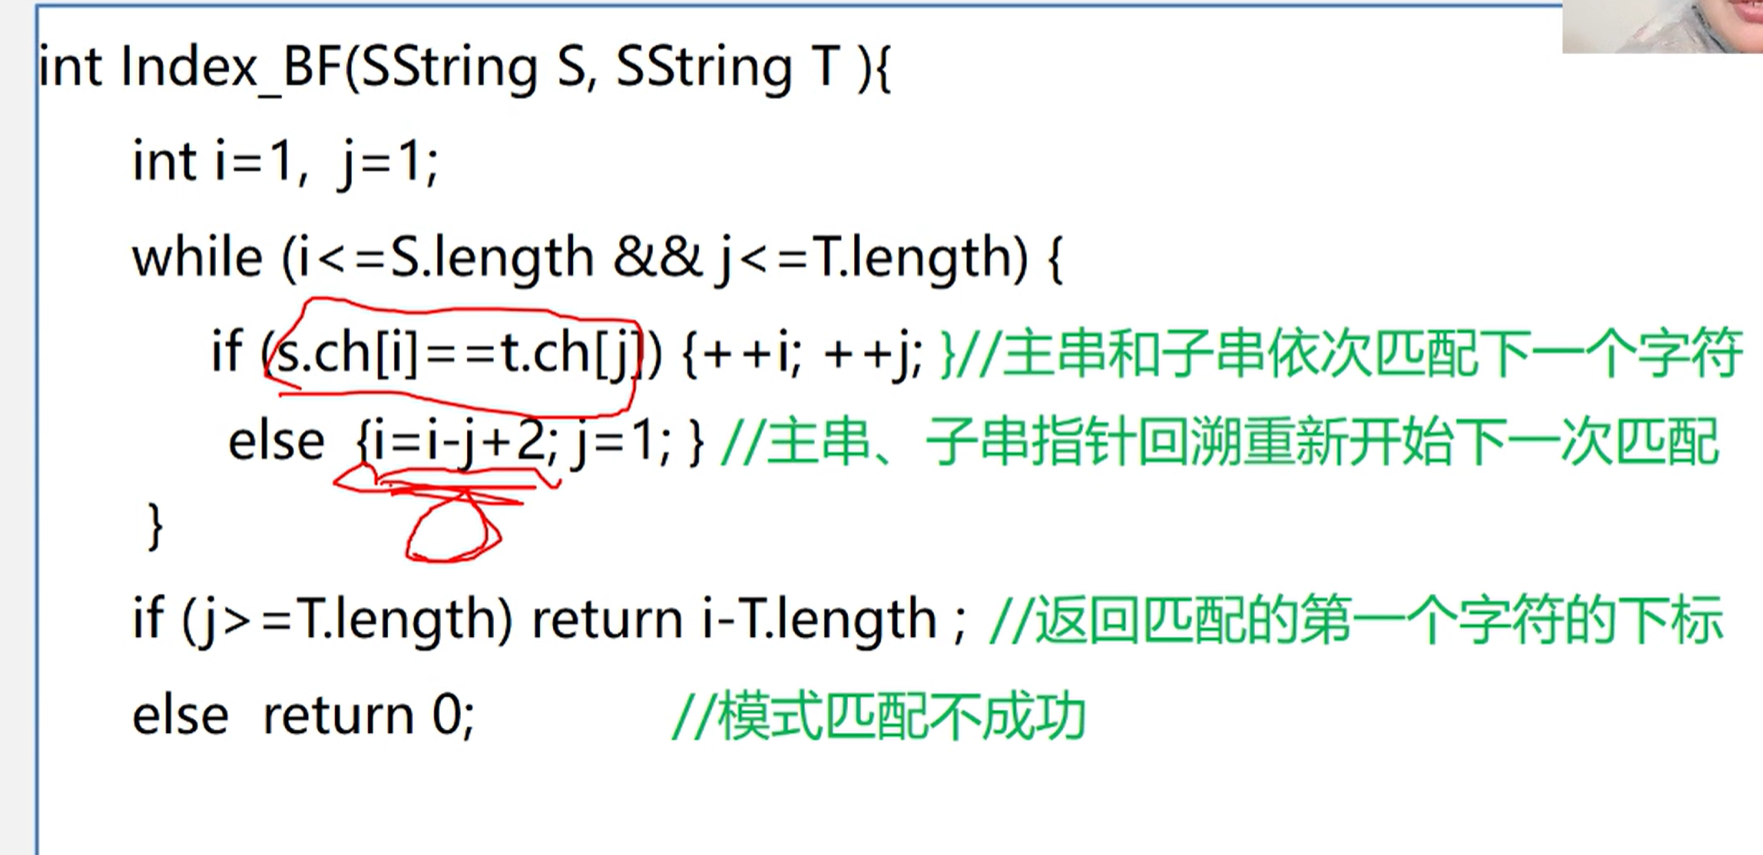 int Index_BF(SString S, SString T ){
int i=1, j=1;
while (i<=S.length && j<=T.length) {
if (s.ch[i]==t.ch[j]) {++i; ++j; }//主串和子串依次匹配下一个字符
else {i=i-j+2; j=1; } //主串、子串指针回溯重新开始下一次匹配
}
if (j>=T.length) return i-T.length ; //返回匹配的第一个字符的下标
else return 0; //模式匹配不成功